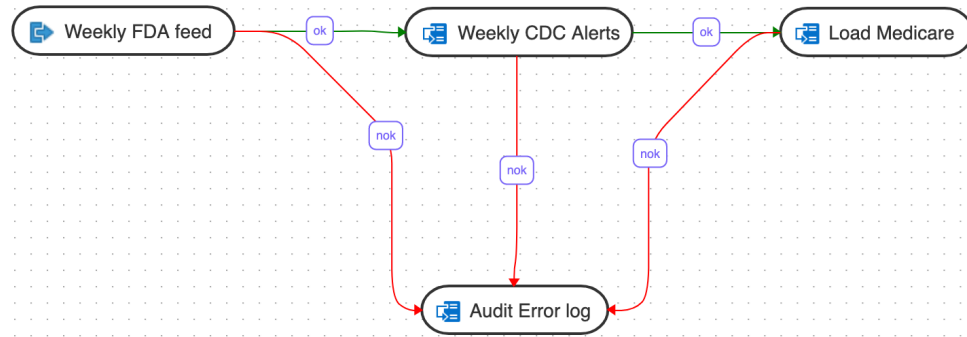 Weekly FDA feed
ok
Weekly CDC Alerts
ok
Load Medicare
nok
nok
nok
Audit Error log